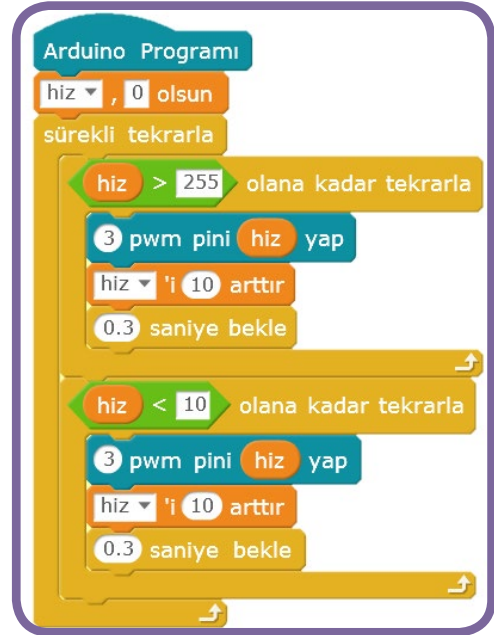 Arduino Programı
hiz , 0 olsun
sürekli tekrarla
hiz > 255 olana kadar tekrarla
3 pwm pini hiz yap
hiz 'i 10 arttır
0.3 saniye bekle
hiz < 10 olana kadar tekrarla
3 pwm pini hiz yap
hiz 'i 10 arttır
0.3 saniye bekle